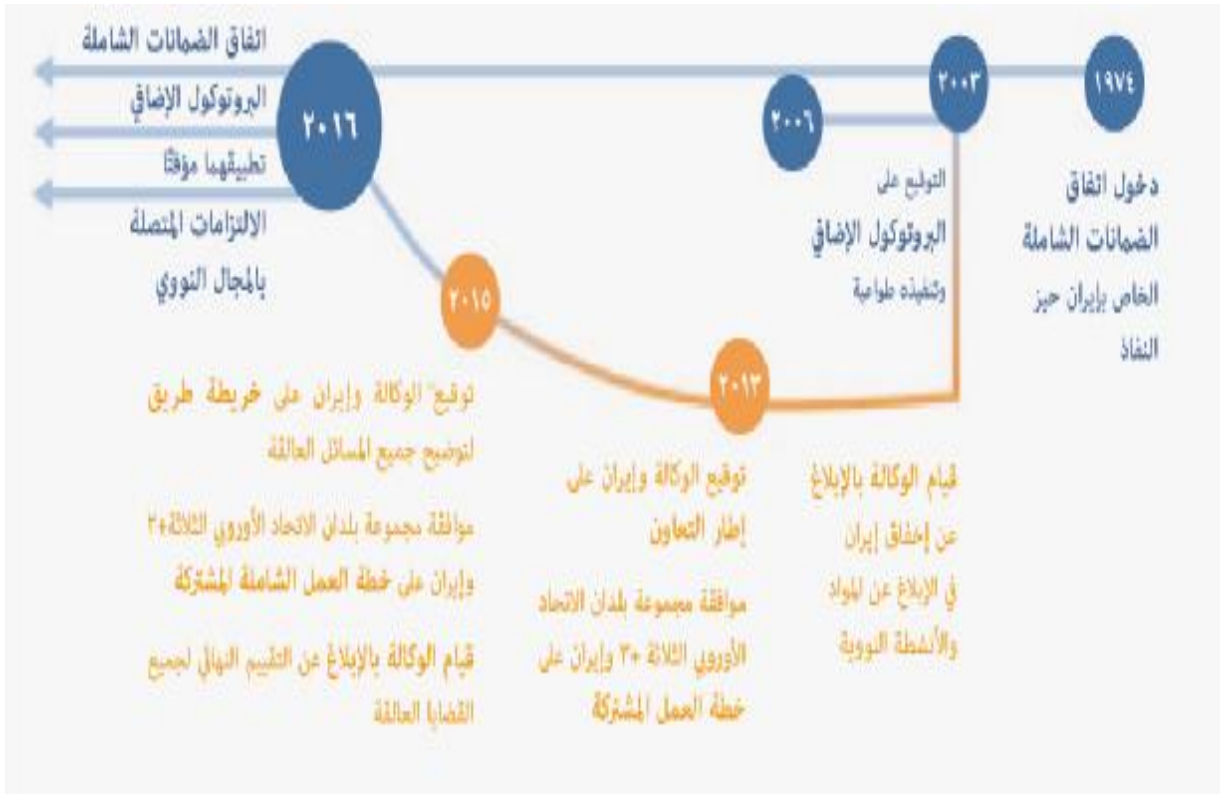 ١٩٧٤
دخول اتفاق
الضمانات الشاملة
الخاص بإيران حيز
النفاذ
٢٠٠٣
٢٠٠٦
التوقيع على
البروتوكول الإضافي
وتنفيذه طواعية
قيام الوكالة بالإبلاغ
عن إخفاق إيران
في الإبلاغ عن المواد
والأنشطة النووية
٢٠١٣
توقيع الوكالة وإيران على
إطار التعاون
موافقة مجموعة بلدان الاتحاد
الأوروبي الثلاثة +٣ وإيران على
خطة العمل المشتركة
٢٠١٥
توقيع الوكالة وإيران على خريطة طريق
لتوضيح جميع المسائل العالقة
موافقة مجموعة بلدان الاتحاد الأوروبي الثلاثة+٣
وإيران على خطة العمل الشاملة المشتركة
قيام الوكالة بالإبلاغ عن التقييم النهائي لجميع
القضايا العالقة
٢٠١٦
اتفاق الضمانات الشاملة
البروتوكول الإضافي
تطبيقهما مؤقتًا
الالتزامات المتصلة
بالمجال النووي